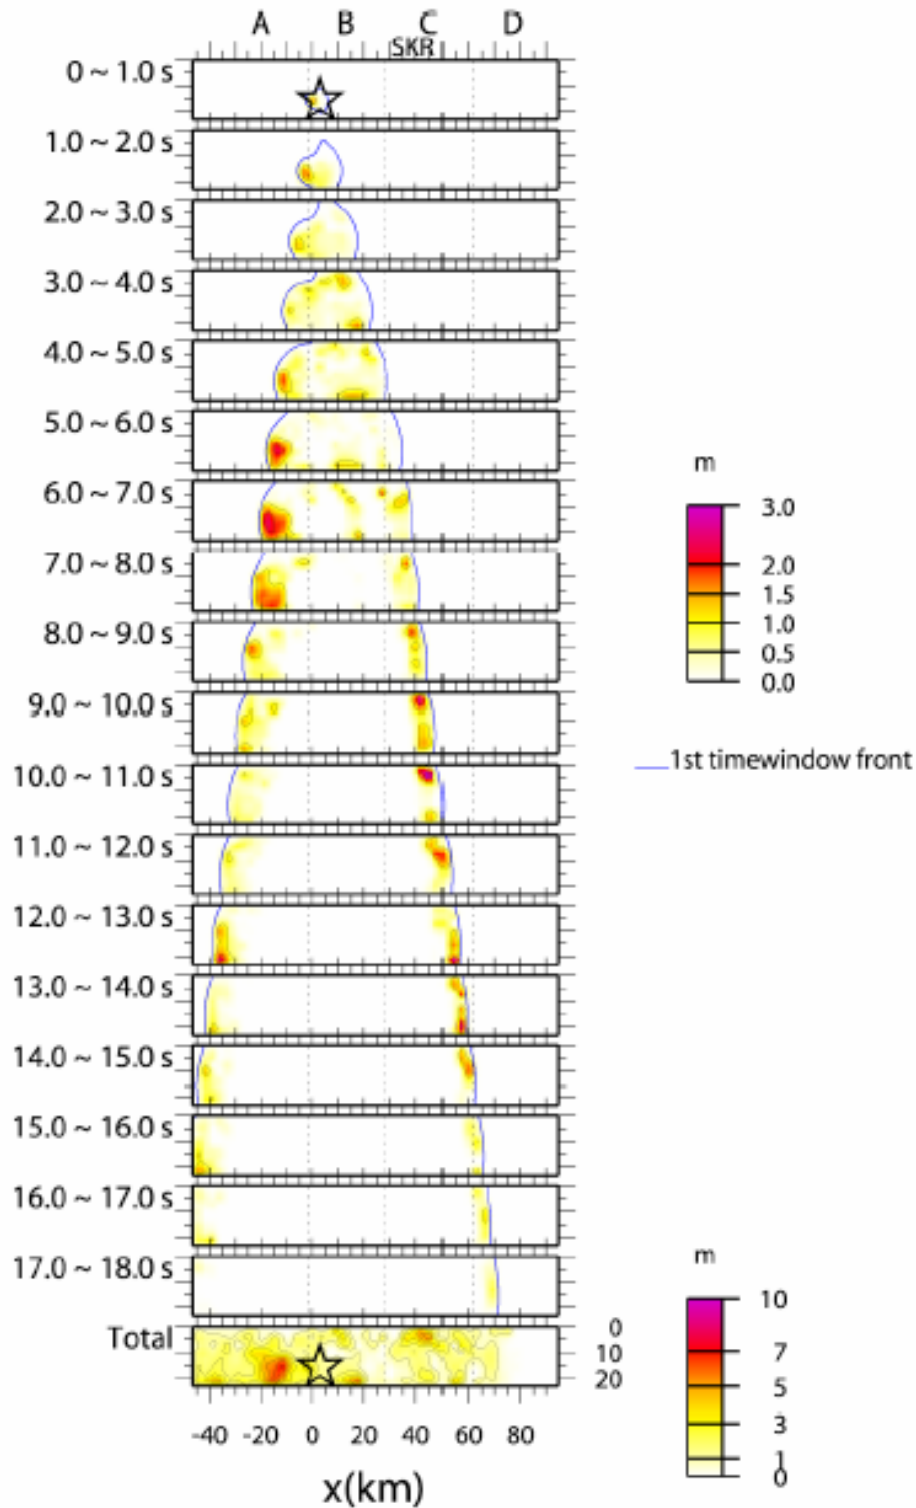 A B C D
SKR
0 ~ 1.0 s
1.0 ~ 2.0 s
2.0 ~ 3.0 s
3.0 ~ 4.0 s
4.0 ~ 5.0 s
5.0 ~ 6.0 s
m
6.0 ~ 7.0 s
3.0
7.0 ~ 8.0 s
2.0
1.5
8.0 ~ 9.0 s
1.0
0.5
0.0
9.0 ~ 10.0 s
1st timewindow front
10.0 ~ 11.0 s
11.0 ~ 12.0 s
12.0 ~ 13.0 s
13.0 ~ 14.0 s
14.0 ~ 15.0 s
15.0 ~ 16.0 s
16.0 ~ 17.0 s
17.0 ~ 18.0 s
m
10
7
5
3
1
0
Total
0
10
20
-40 -20 0 20 40 60 80
x(km)